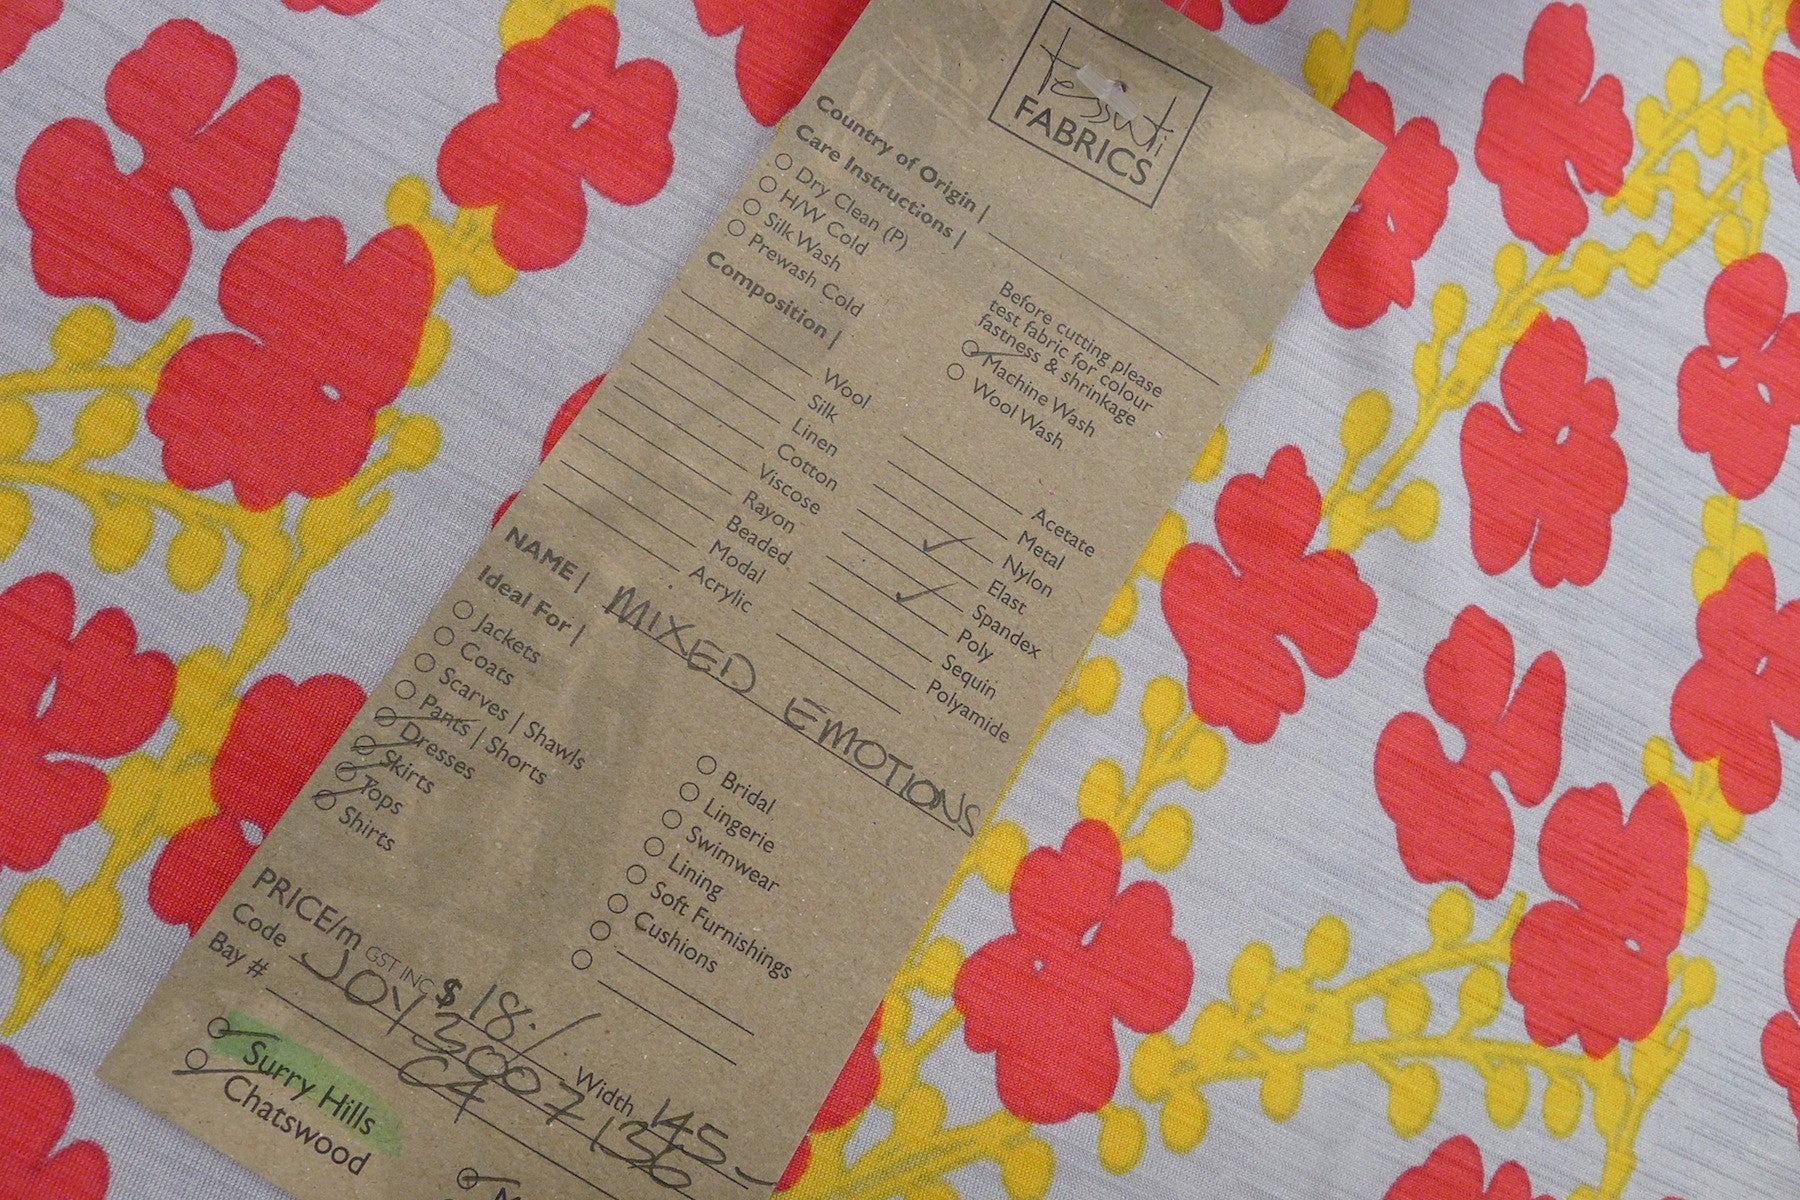 tessuti
FABRICS
Country of Origin |
Care Instructions |
Dry Clean (P)
H/W Cold
Silk Wash
Prewash Cold
Before cutting please
test fabric for colour
fastness & shrinkage
Machine Wash
Wool Wash
Composition |
Wool
Silk
Linen
Cotton
Viscose
Rayon
Beaded
Modal
Acrylic
Acetate
Metal
Nylon
Elast
Spandex
Poly
Sequin
Polyamide
NAME | MIXED EMOTIONS
Ideal For |
Jackets
Coats
Scarves | Shawls
Pants | Shorts
Dresses
Skirts
Tops
Shirts
Bridal
Lingerie
Swimwear
Lining
Soft Furnishings
Cushions
PRICE/m GST INC $ 18.- Width 145-
Code JOY 3007130
Bay # C4
Surry Hills
Chatswood